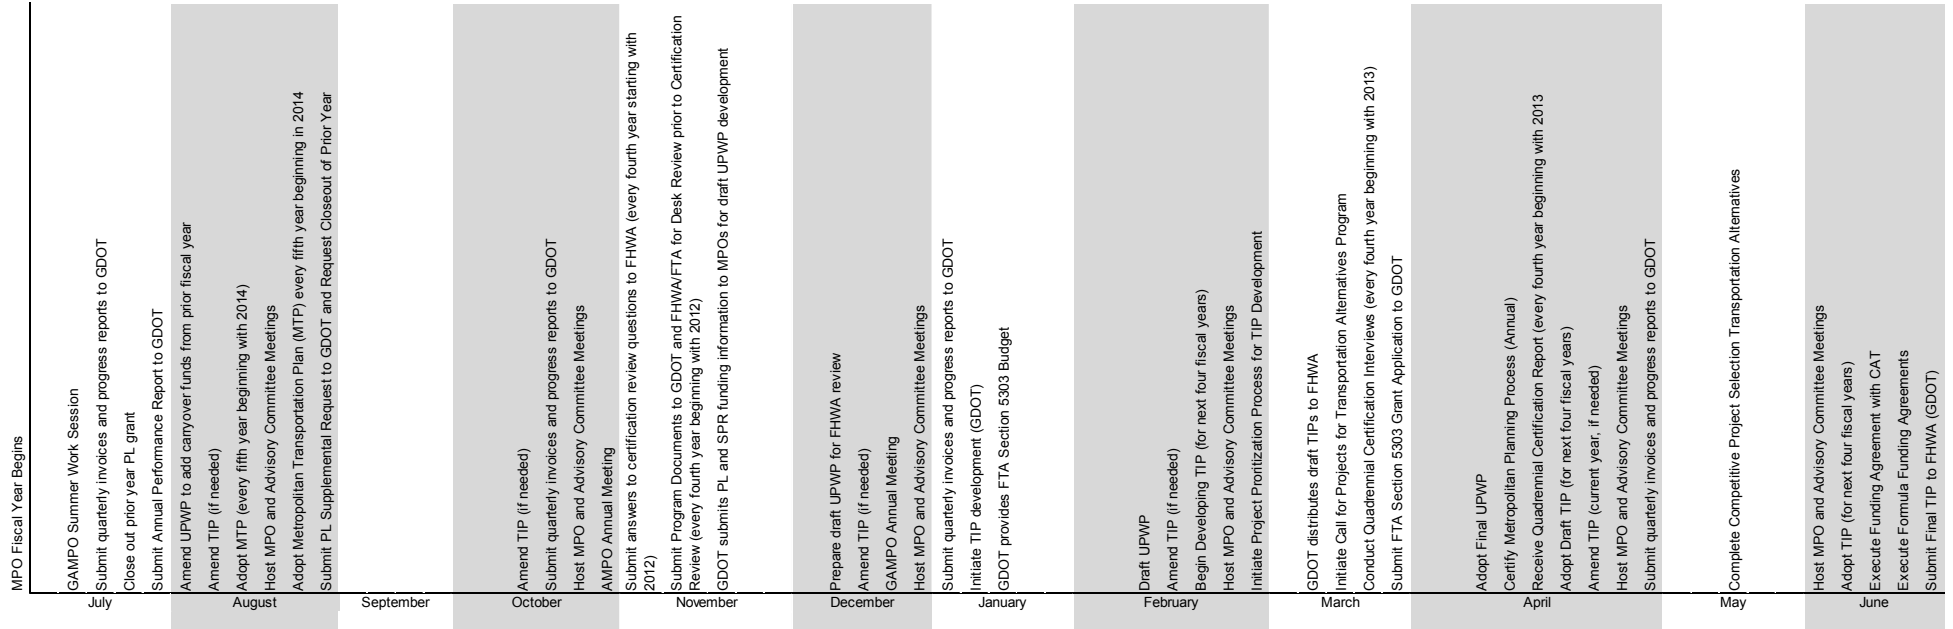 MPO Fiscal Year Begins
GAMPO Summer Work Session
Submit quarterly invoices and progress reports to GDOT
Close out prior year PL grant
Submit Annual Performance Report to GDOT
July
Amend UPWP to add carryover funds from prior fiscal year
Amend TIP (if needed)
Adopt MTP (every fifth year beginning with 2014)
Host MPO and Advisory Committee Meetings
Adopt Metropolitan Transportation Plan (MTP) every fifth year beginning in 2014
Submit PL Supplemental Request to GDOT and Request Closeout of Prior Year
August
September
Amend TIP (if needed)
Submit quarterly invoices and progress reports to GDOT
Host MPO and Advisory Committee Meetings
AMPO Annual Meeting
October
Submit answers to certification review questions to FHWA (every fourth year starting with
2012)
Submit Program Documents to GDOT and FHWA/FTA for Desk Review prior to Certification
Review (every fourth year beginning with 2012)
GDOT submits PL and SPR funding information to MPOs for draft UPWP development
November
Prepare draft UPWP for FHWA review
Amend TIP (if needed)
GAMPO Annual Meeting
Host MPO and Advisory Committee Meetings
December
Submit quarterly invoices and progress reports to GDOT
Initiate TIP development (GDOT)
GDOT provides FTA Section 5303 Budget
January
Draft UPWP
Amend TIP (if needed)
Begin Developing TIP (for next four fiscal years)
Host MPO and Advisory Committee Meetings
Initiate Project Prioritization Process for TIP Development
February
GDOT distributes draft TIPs to FHWA
Initiate Call for Projects for Transportation Alternatives Program
Conduct Quadrennial Certification Interviews (every fourth year beginning with 2013)
Submit FTA Section 5303 Grant Application to GDOT
March
Adopt Final UPWP
Certify Metropolitan Planning Process (Annual)
Receive Quadrennial Certification Report (every fourth year beginning with 2013
Adopt Draft TIP (for next four fiscal years)
Amend TIP (current year, if needed)
Host MPO and Advisory Committee Meetings
Submit quarterly invoices and progress reports to GDOT
April
Complete Competitive Project Selection Transportation Alternatives
May
Host MPO and Advisory Committee Meetings
Adopt TIP (for next four fiscal years)
Execute Funding Agreement with CAT
Execute Formula Funding Agreements
Submit Final TIP to FHWA (GDOT)
June